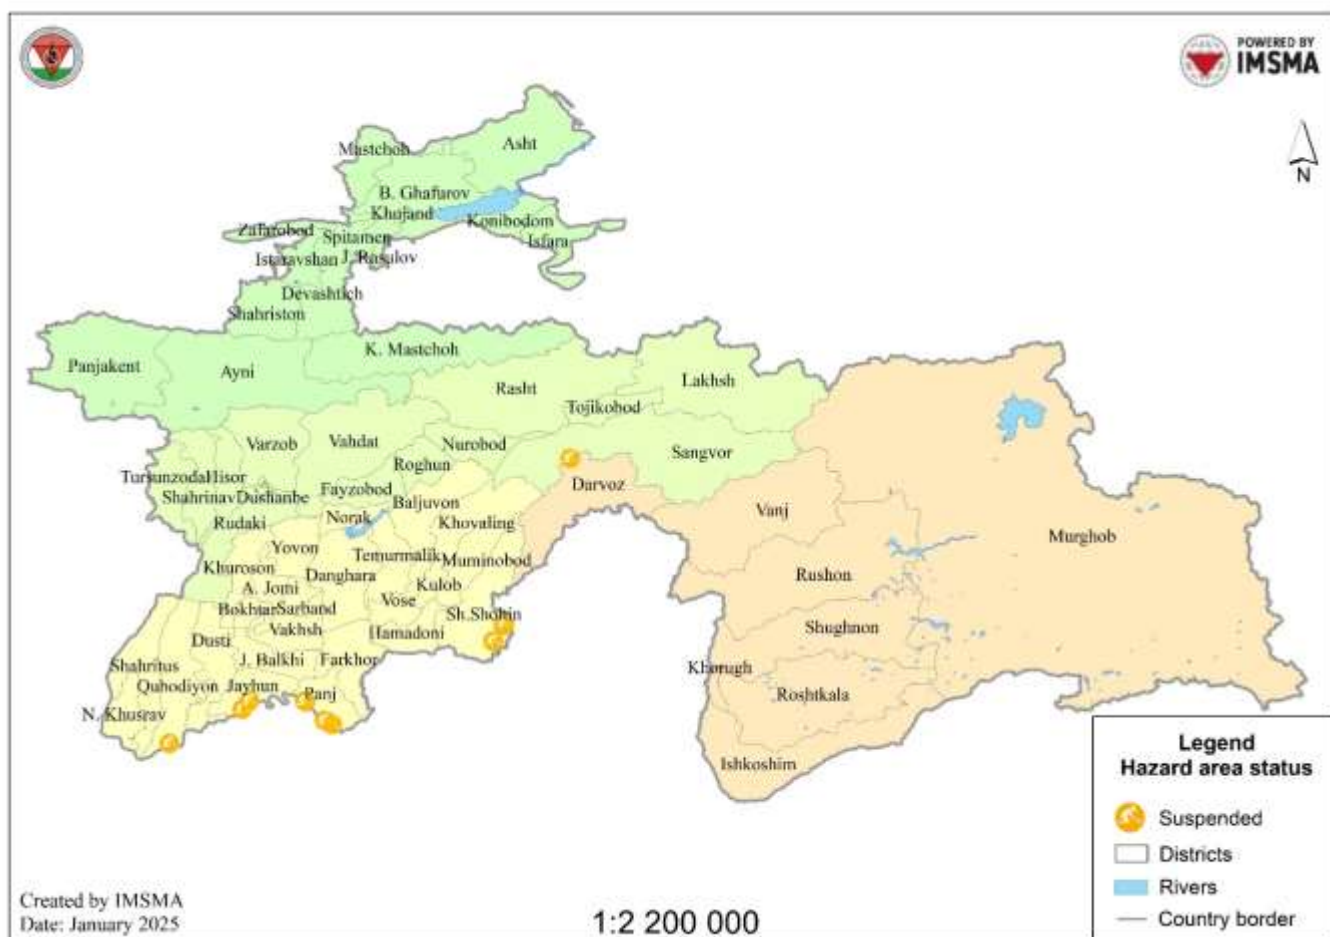 POWERED BY
IMSMA
N
Asht
Mastchoh
B. Ghafurov
Khujand
Konibodom
Zafarobod
Spitamen
Isfara
Istaravshan
J. Rasulov
Devashtich
Shahriston
K. Mastchoh
Panjakent
Ayni
Rasht
Lakhsh
Tojikobod
Varzob
Vahdat
Nurobod
Sangvor
Roghun
Tursunzoda
Hisor
Darvoz
Shahrinav
Dushanbe
Fayzobod
Baljuvon
Vanj
Rudaki
Norak
Khovaling
Murghob
Yovon
Temurmalik
Muminobod
Khuroson
Danghara
Rushon
A. Jomi
Kulob
Bokhtar
Sarband
Vose
Sh.Shohin
Vakhsh
Hamadoni
Shughnon
Dusti
J. Balkhi
Farkhor
Shahritus
Khorugh
Qubodiyon
Jayhun
Panj
Roshtkala
N. Khusrav
Ishkoshim
Legend
Hazard area status
Suspended
Districts
Rivers
Country border
Created by IMSMA
Date: January 2025
1:2 200 000